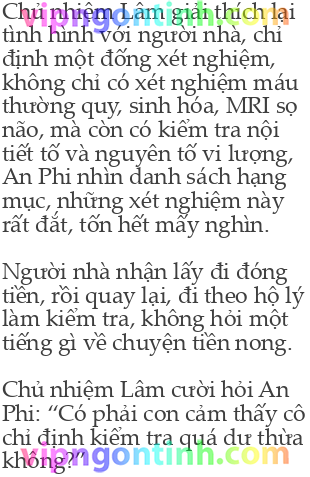 Chủ nhiệm Lâm giải thích lại
tình hình với người nhà, chỉ
định một đống xét nghiệm,
không chỉ có xét nghiệm máu
thường quy, sinh hóa, MRI sọ
não, mà còn có kiểm tra nội
tiết tố và nguyên tố vi lượng,
An Phi nhìn danh sách hạng
mục, những xét nghiệm này
rất đắt, tốn hết mấy nghìn.
Người nhà nhận lấy đi đóng
tiền, rồi quay lại, đi theo hộ lý
làm kiểm tra, không hỏi một
tiếng gì về chuyện tiền nong.
Chủ nhiệm Lâm cười hỏi An
Phi: “Có phải con cảm thấy cô
chỉ định kiểm tra quá dư thừa
không?”
vipngontinh.com
vipngontinh.com